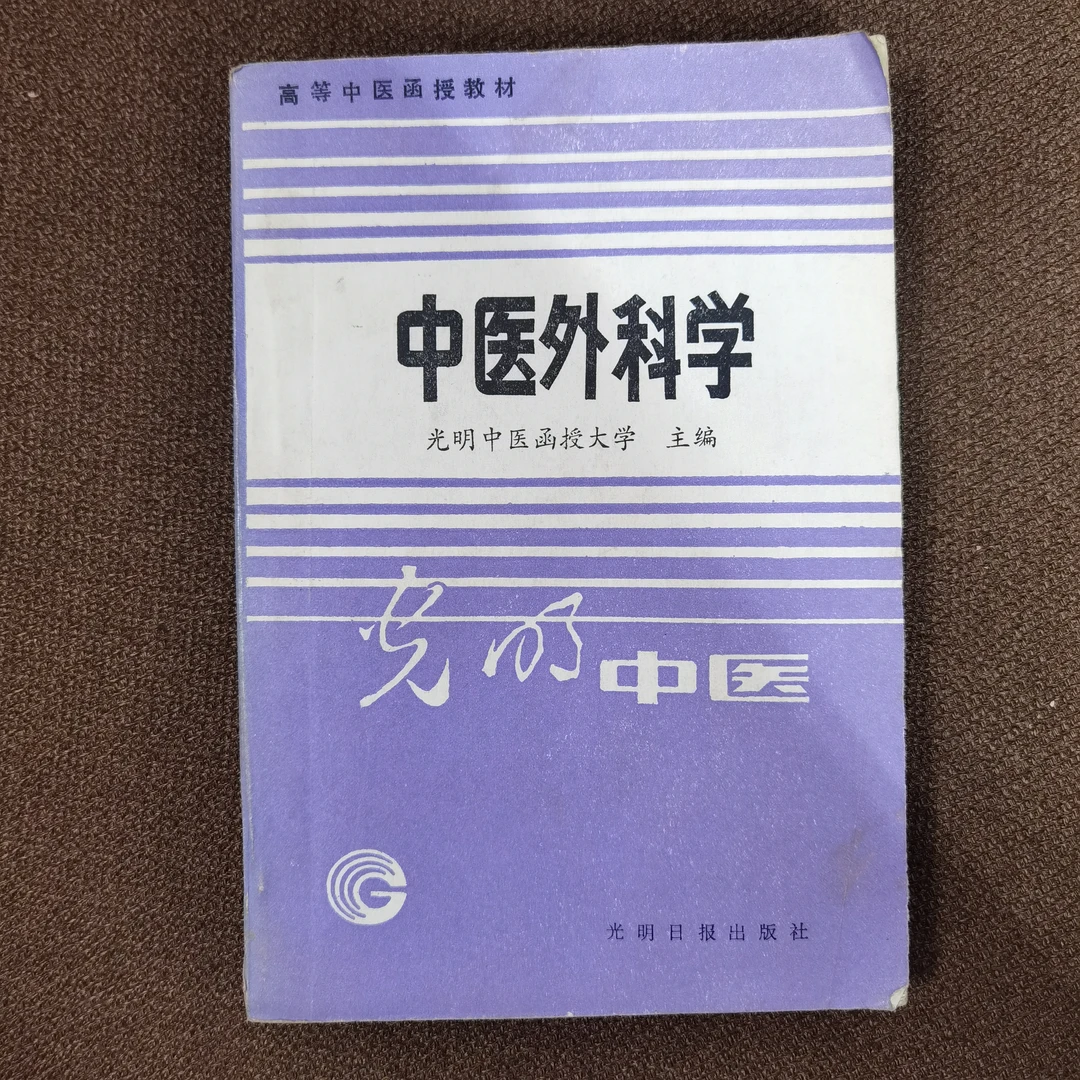 高等中医函授教材
中医外科学
光明中医函授大学 主编
光明中医
G
光明日报出版社